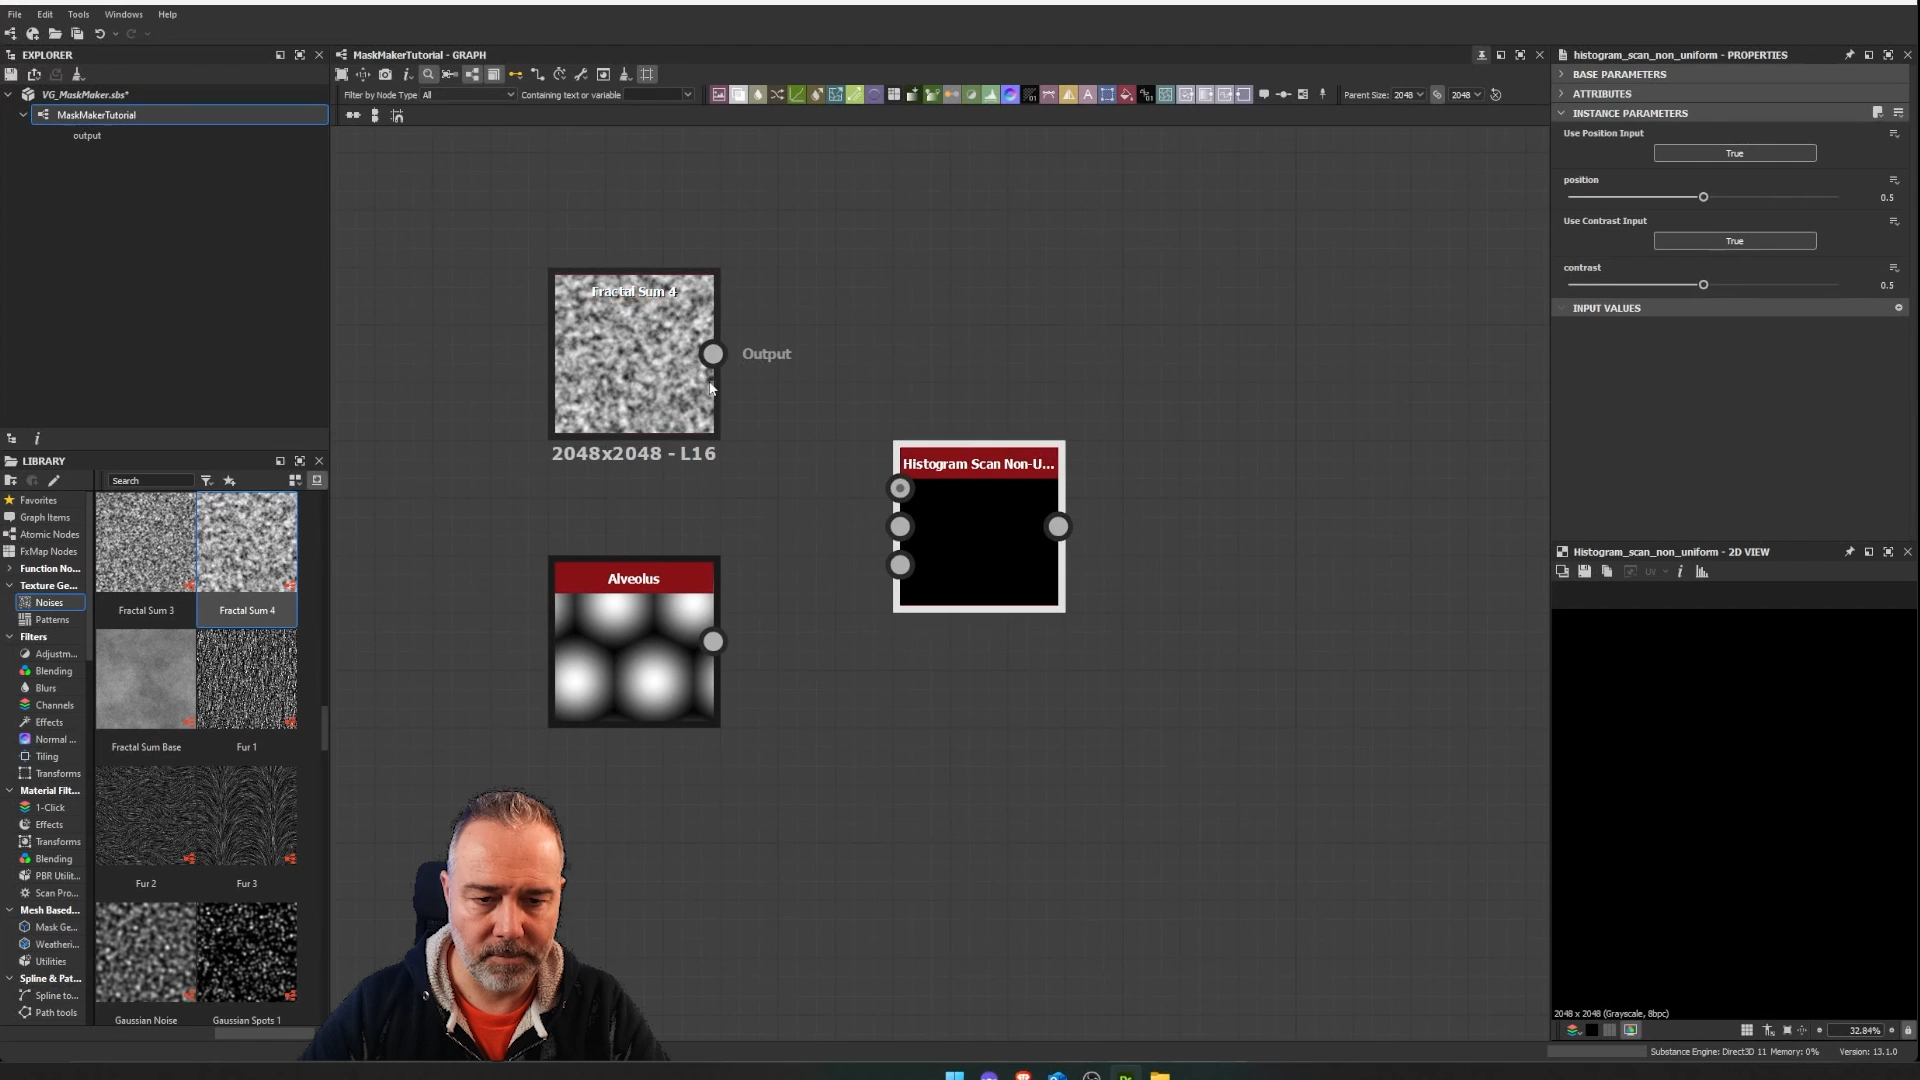 File Edit Tools Windows Help
EXPLORER
VG_MaskMaker.sbs*
MaskMakerTutorial
output
LIBRARY
Search
Favorites
Graph Items
Atomic Nodes
FxMap Nodes
Function No...
Texture Ge...
Noises
Patterns
Filters
Adjustm...
Blending
Blurs
Channels
Effects
Normal ...
Tiling
Transforms
Material Filt...
1-Click
Effects
Transforms
Blending
PBR Utilit...
Scan Pro...
Mesh Based...
Mask Ge...
Weatheri...
Utilities
Spline & Pat...
Spline to...
Path tools
Fractal Sum 3
Fractal Sum 4
Fractal Sum Base
Fur 1
Fur 2
Fur 3
Gaussian Noise
Gaussian Spots 1
MaskMakerTutorial - GRAPH
Filter by Node Type All
Containing text or variable
Parent Size: 2048
2048
Fractal Sum 4
Output
2048x2048 - L16
Alveolus
Histogram Scan Non-U...
histogram_scan_non_uniform - PROPERTIES
BASE PARAMETERS
ATTRIBUTES
INSTANCE PARAMETERS
Use Position Input
True
position
0.5
Use Contrast Input
True
contrast
0.5
INPUT VALUES
Histogram_scan_non_uniform - 2D VIEW
UV
2048 x 2048 (Grayscale, 8bpc)
32.84%
Substance Engine: Direct3D 11 Memory: 0%
Version: 13.1.0